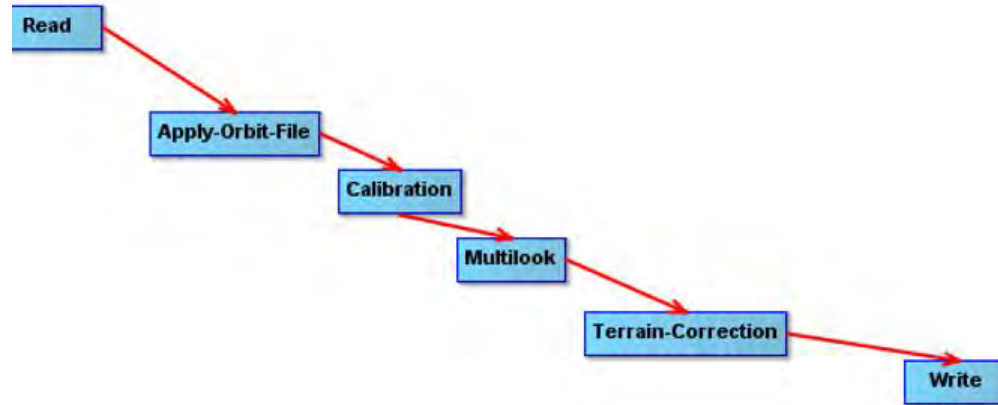 Read
Apply-Orbit-File
Calibration
Multilook
Terrain-Correction
Write